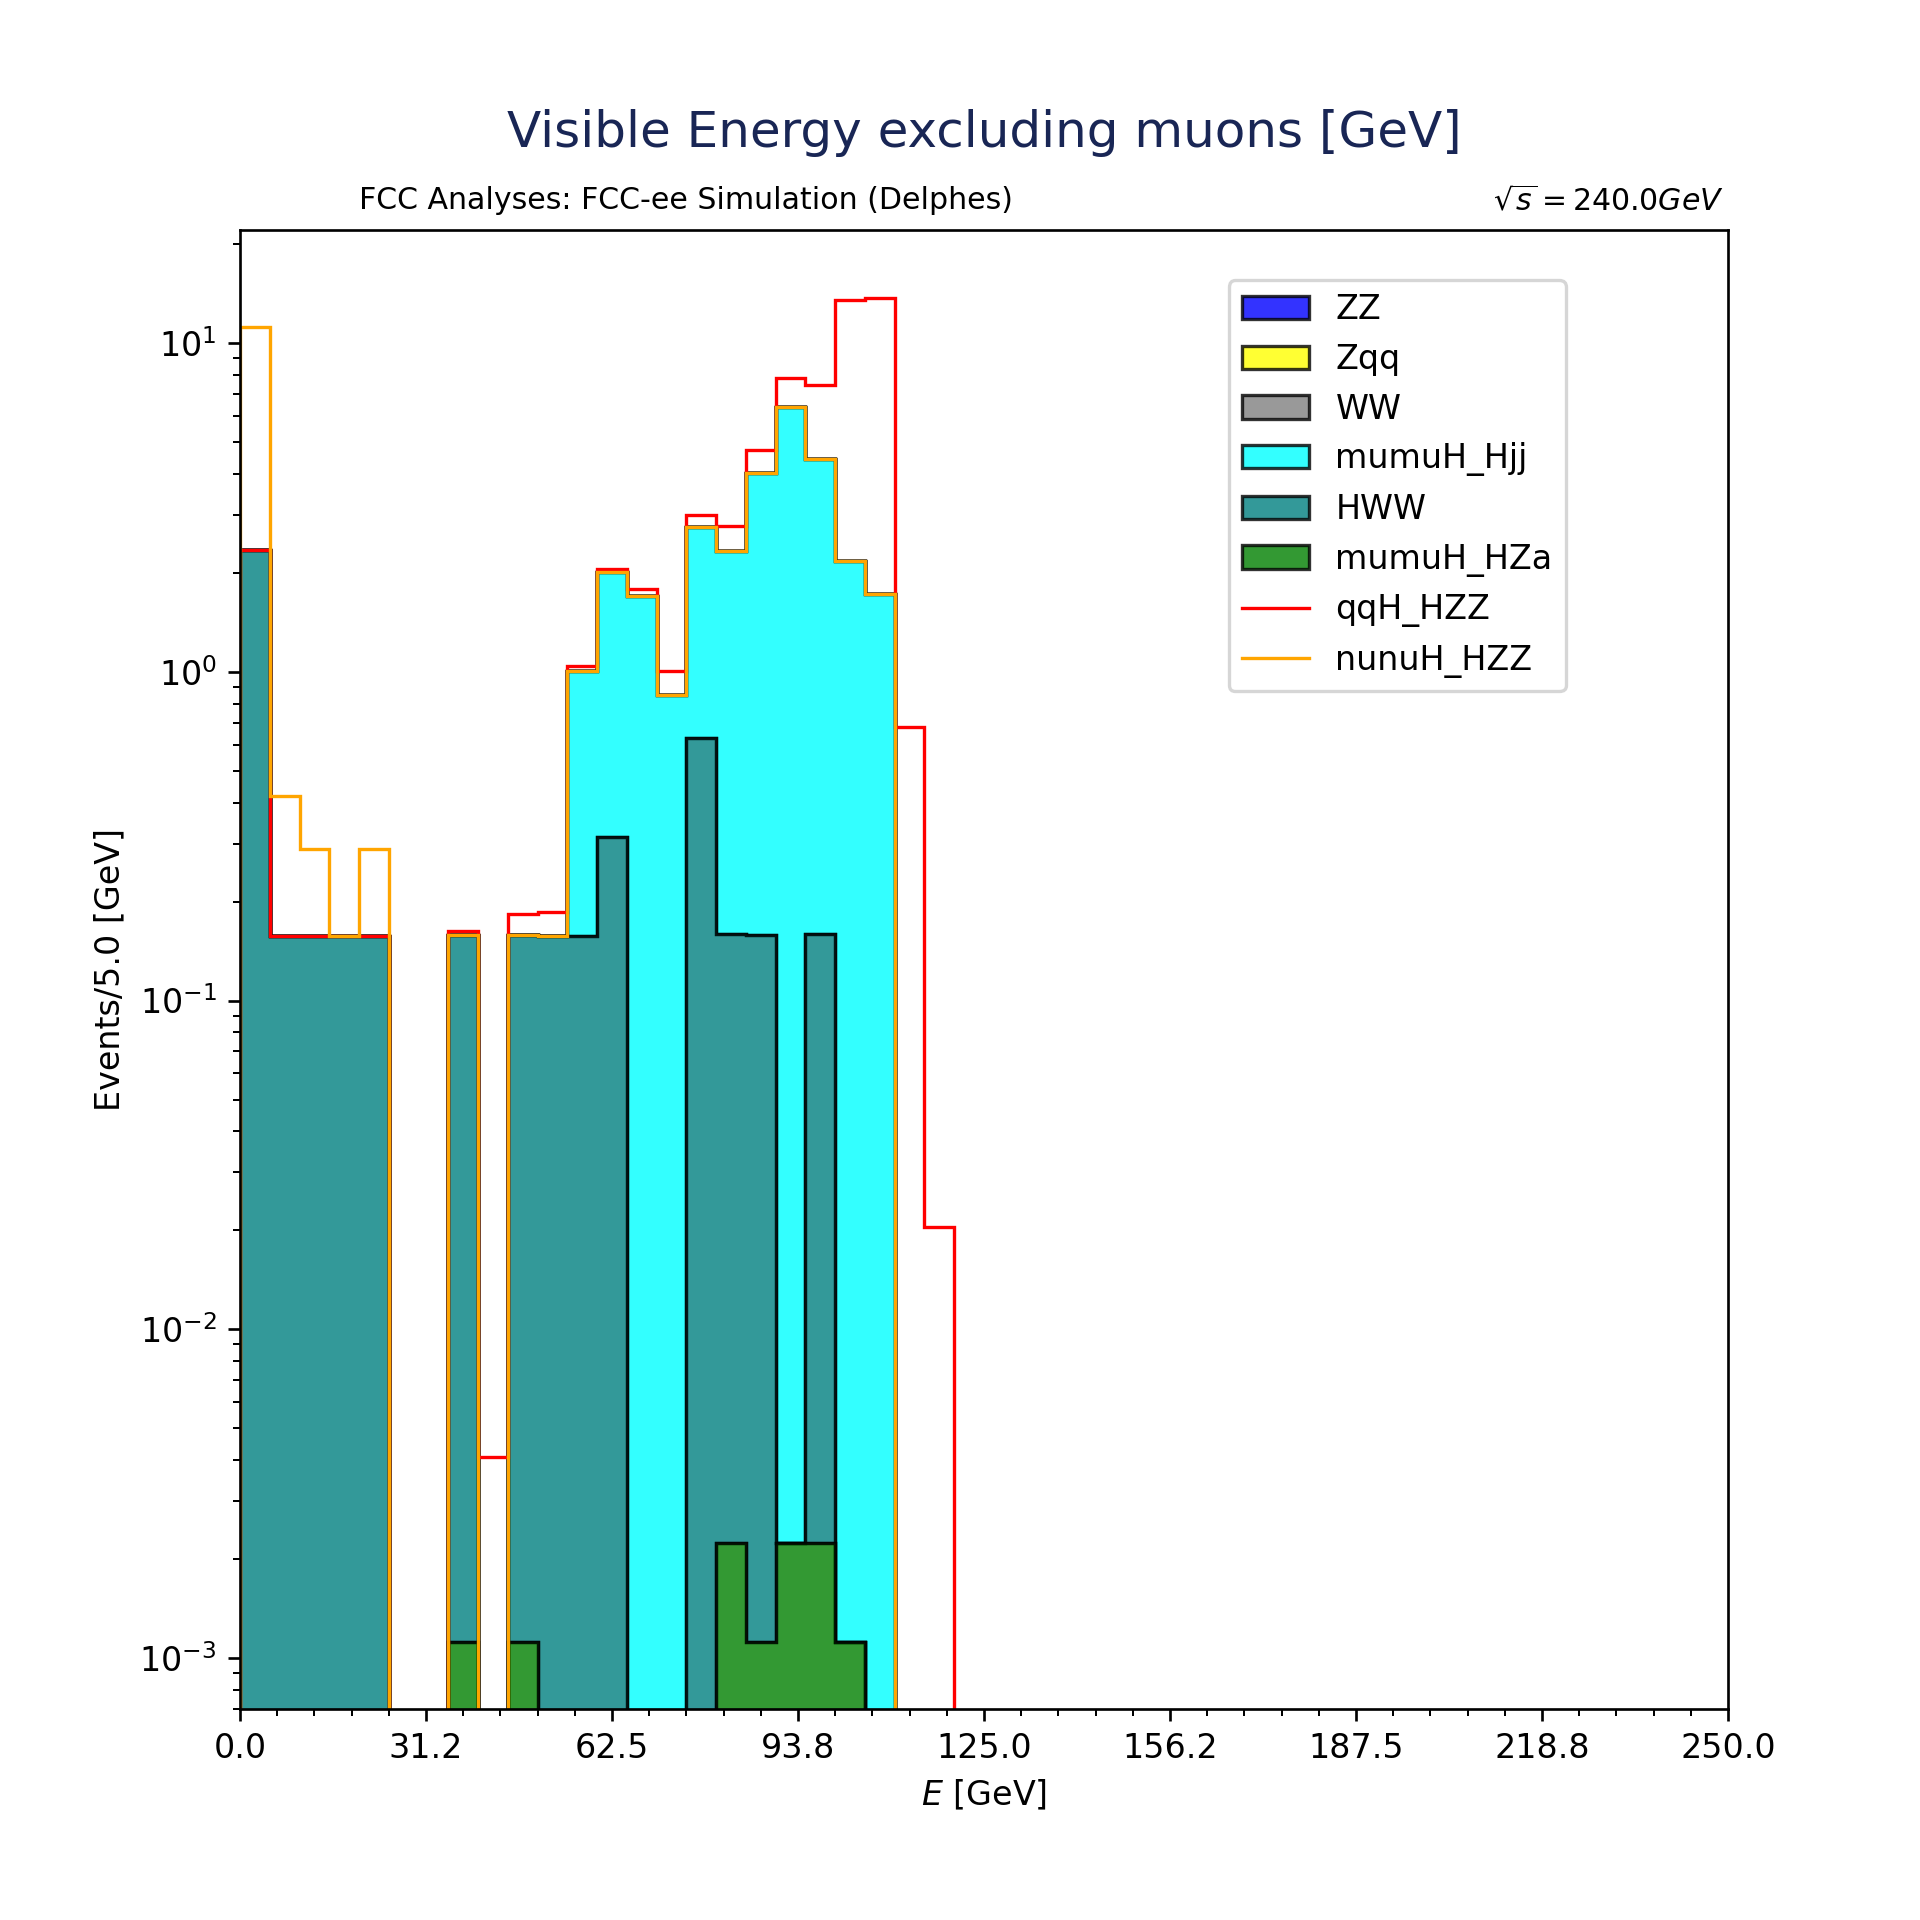 Visible Energy excluding muons [GeV]
FCC Analyses: FCC-ee Simulation (Delphes)
√s = 240.0GeV
ZZ
Zqq
WW
mumuH_Hjj
HWW
mumuH_HZa
qqH_HZZ
nunuH_HZZ
10¹
10⁰
10⁻¹
10⁻²
10⁻³
Events/5.0 [GeV]
0.0 31.2 62.5 93.8 125.0 156.2 187.5 218.8 250.0
E [GeV]